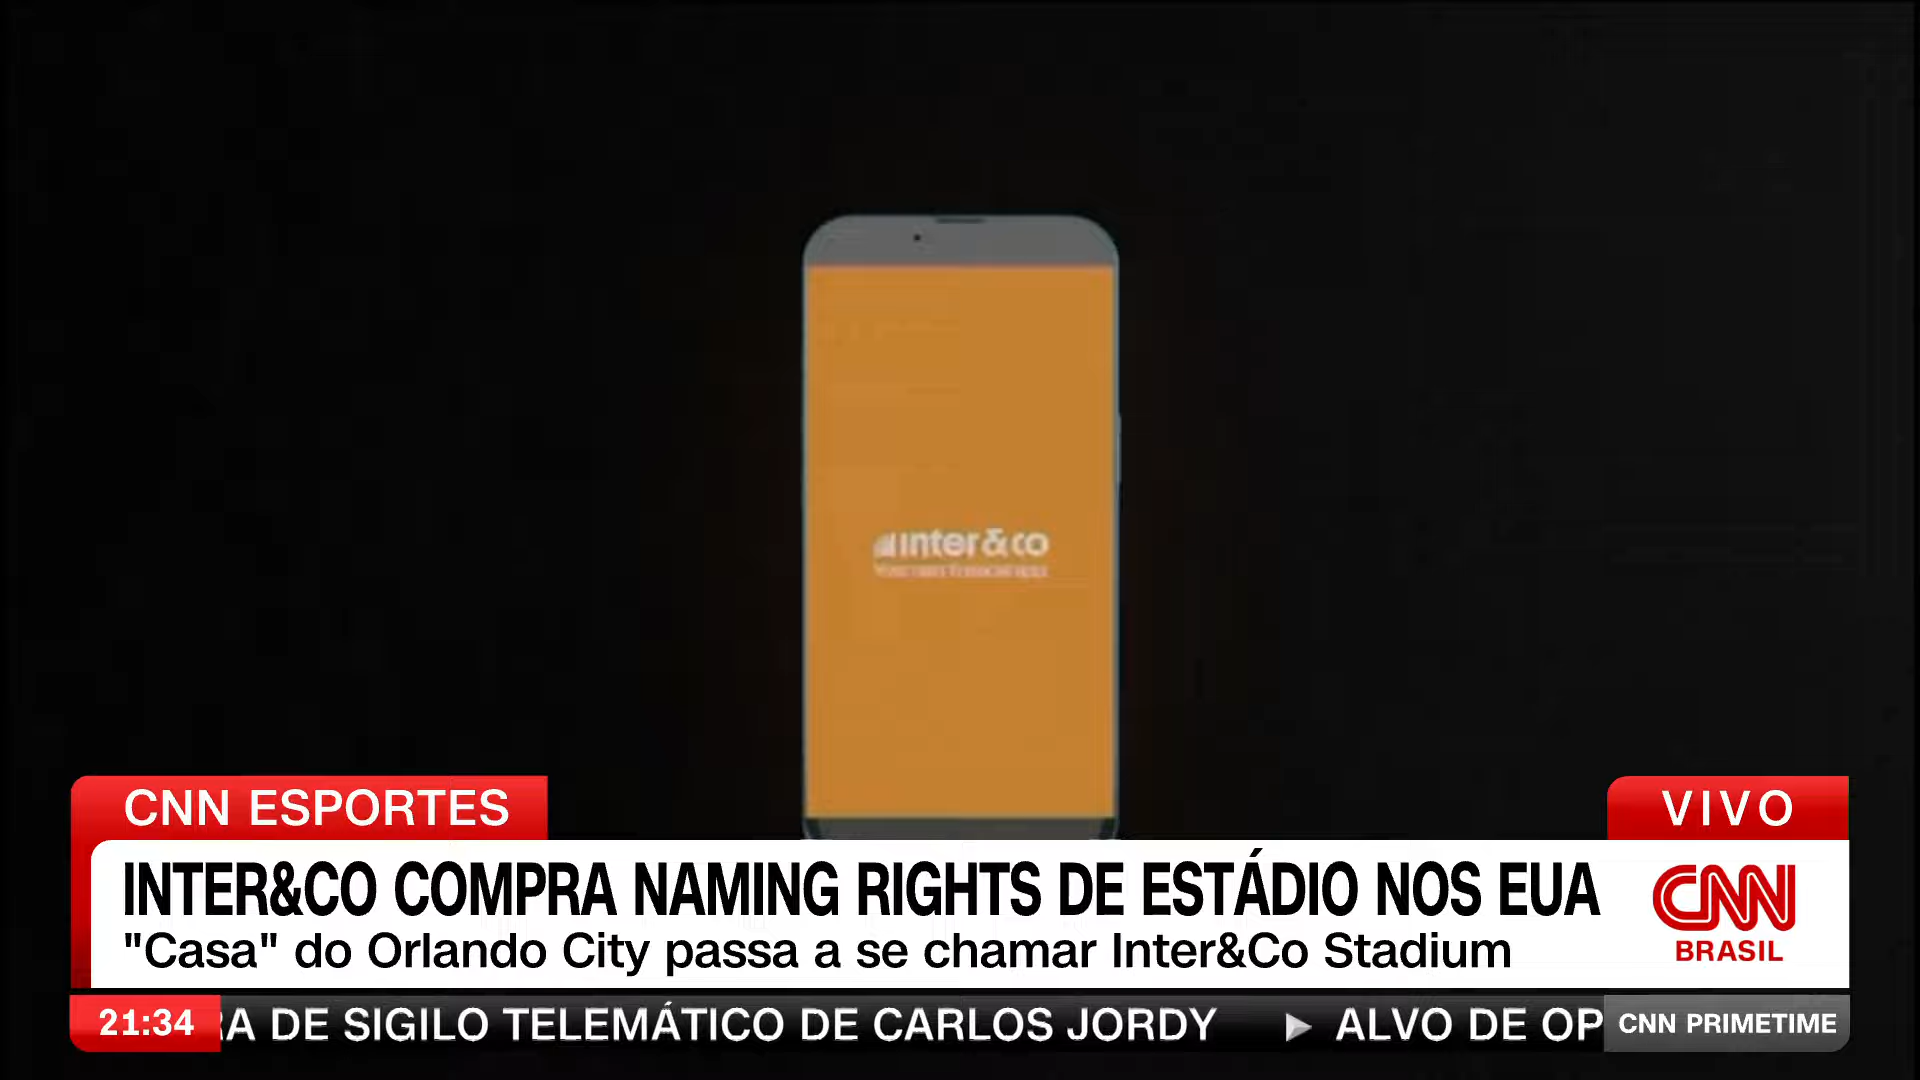 inter&co
CNN ESPORTES
VIVO
INTER&CO COMPRA NAMING RIGHTS DE ESTÁDIO NOS EUA
"Casa" do Orlando City passa a se chamar Inter&Co Stadium
CNN
BRASIL
21:34
RA DE SIGILO TELEMÁTICO DE CARLOS JORDY
ALVO DE OP
CNN PRIMETIME